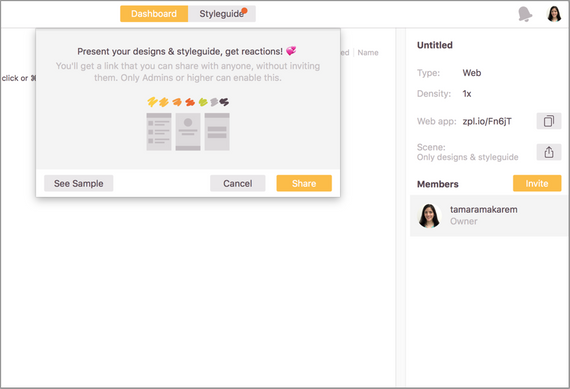 Dashboard
Styleguide
Present your designs & styleguide, get reactions! 💞
You'll get a link that you can share with anyone, without inviting
them. Only Admins or higher can enable this.
See Sample
Cancel
Share
click or ⌘
Name
Untitled
Type: Web
Density: 1x
Web app: zpl.io/Fn6jT
Scene:
Only designs & styleguide
Members
Invite
tamaramakarem
Owner